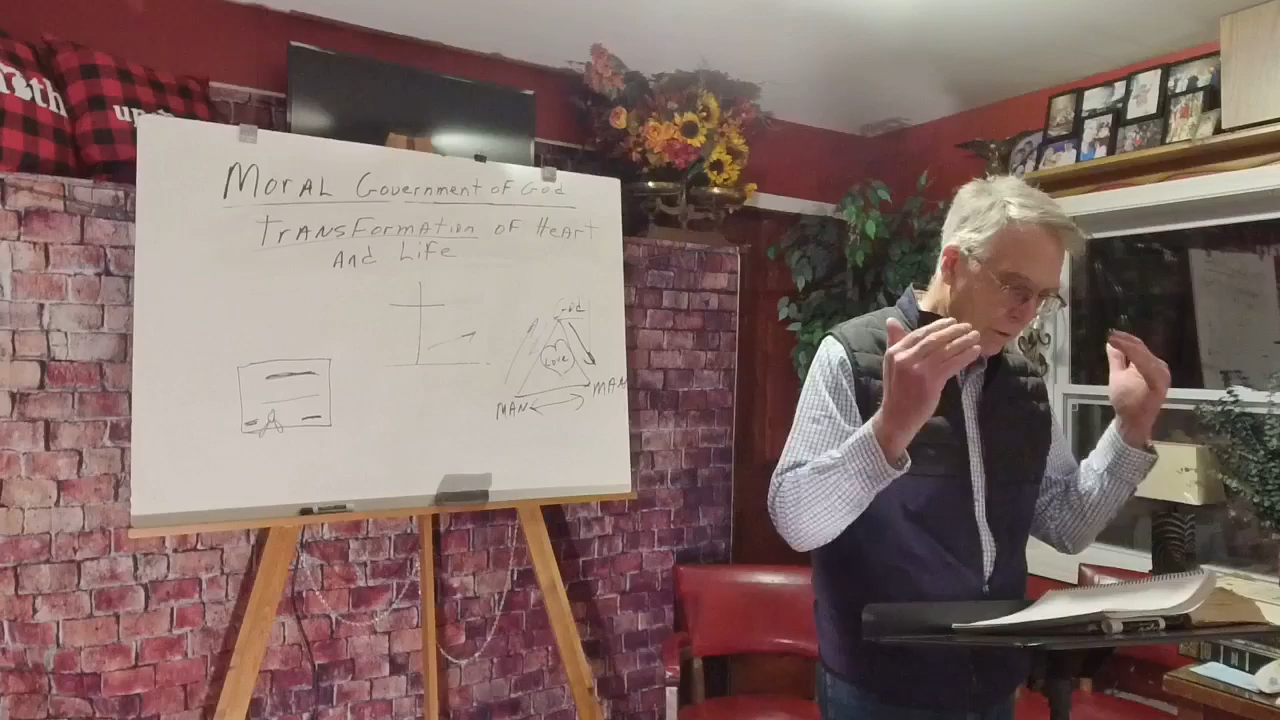 MORAL Government of God
TRANSFormation of Heart
And Life
God
Love
MAN
MAN